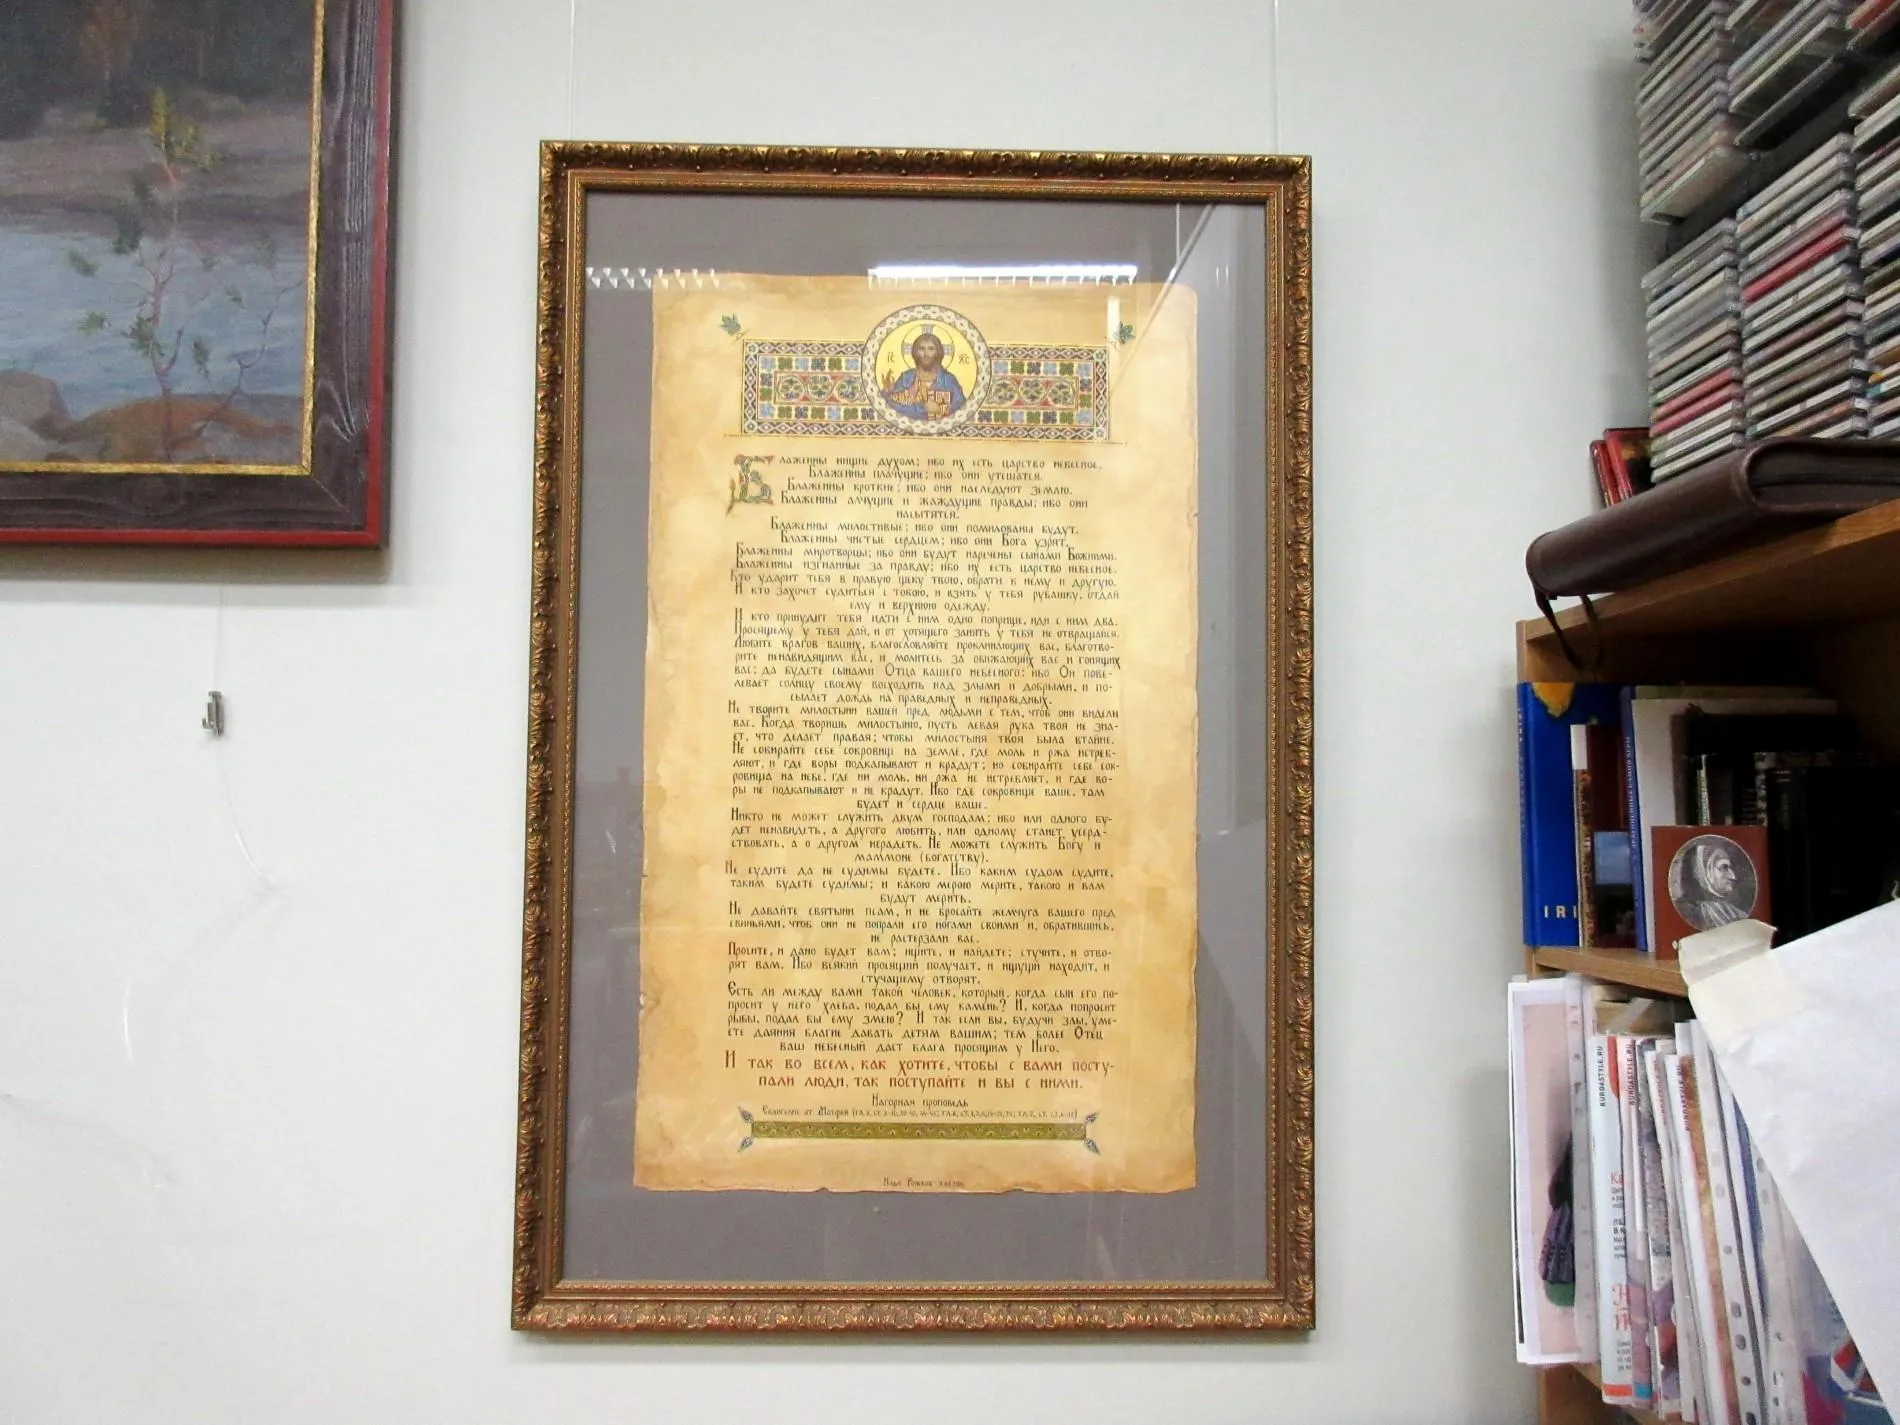 Блаженны нищие духом; ибо их есть царство небесное.
Блаженны плачущие; ибо они утешатся.
Блаженны кроткие; ибо они наследуют землю.
Блаженны алчущие и жаждущие правды; ибо они
насытятся.
Блаженны милостивые; ибо они помилованы будут.
Блаженны чистые сердцем; ибо они Бога узрят.
Блаженны миротворцы; ибо они будут наречены сынами Божиими.
Блаженны изгнанные за правду; ибо их есть царство небесное.
Кто ударит тебя в правую щеку твою, обрати к нему и другую.
И кто захочет судиться с тобою, и взять у тебя рубашку, отдай
ему и верхнюю одежду.
И кто принудит тебя идти с ним одно поприще, иди с ним два.
Просящему у тебя дай, и от хотящего занять у тебя не отвращайся.
Любите врагов ваших, благословляйте проклинающих вас, благотво-
рите ненавидящим вас, и молитесь за обижающих вас и гонящих
вас; да будете сынами Отца вашего небесного; ибо Он пове-
левает солнцу своему восходить над злыми и добрыми, и по-
сылает дождь на праведных и неправедных.
Не творите милостыни вашей пред людьми с тем, чтоб они видели
вас. Когда творишь милостыню, пусть левая рука твоя не зна-
ет, что делает правая; чтобы милостыня твоя была втайне.
Не собирайте себе сокровищ на земле, где моль и ржа истреб-
ляют, и где воры подкапывают и крадут; но собирайте себе сок-
ровища на небе, где ни моль, ни ржа не истребляет, и где во-
ры не подкапывают и не крадут. Ибо где сокровище ваше, там
будет и сердце ваше.
Никто не может служить двум господам; ибо или одного бу-
дет ненавидеть, а другого любить, или одному станет усерд-
ствовать, а о другом нерадеть. Не можете служить Богу и
маммоне (богатству).
Не судите да не судимы будете. Ибо каким судом судите,
таким будете судимы; и какою мерою мерите, такою и вам
будут мерить.
Не давайте святыни псам, и не бросайте жемчуга вашего пред
свиньями, чтоб они не попрали его ногами своими и, обратившись,
не растерзали вас.
Просите, и дано будет вам; ищите, и найдете; стучите, и отво-
рят вам. Ибо всякий просящий получает, и ищущий находит, и
стучащему отворят.
Есть ли между вами такой человек, который, когда сын его по-
просит у него хлеба, подал бы ему камень? И, когда попросит
рыбы, подал бы ему змею? И так если вы, будучи злы, уме-
ете даяния благие давать детям вашим; тем более Отец
ваш небесный даст блага просящим у Него.
И так во всем, как хотите, чтобы с вами посту-
пали люди, так поступайте и вы с ними.
Нагорная проповедь
Евангелие от Матфея
Илья Рожков
IRI
BURDASTYLE.RU
BURDASTYLE.RU